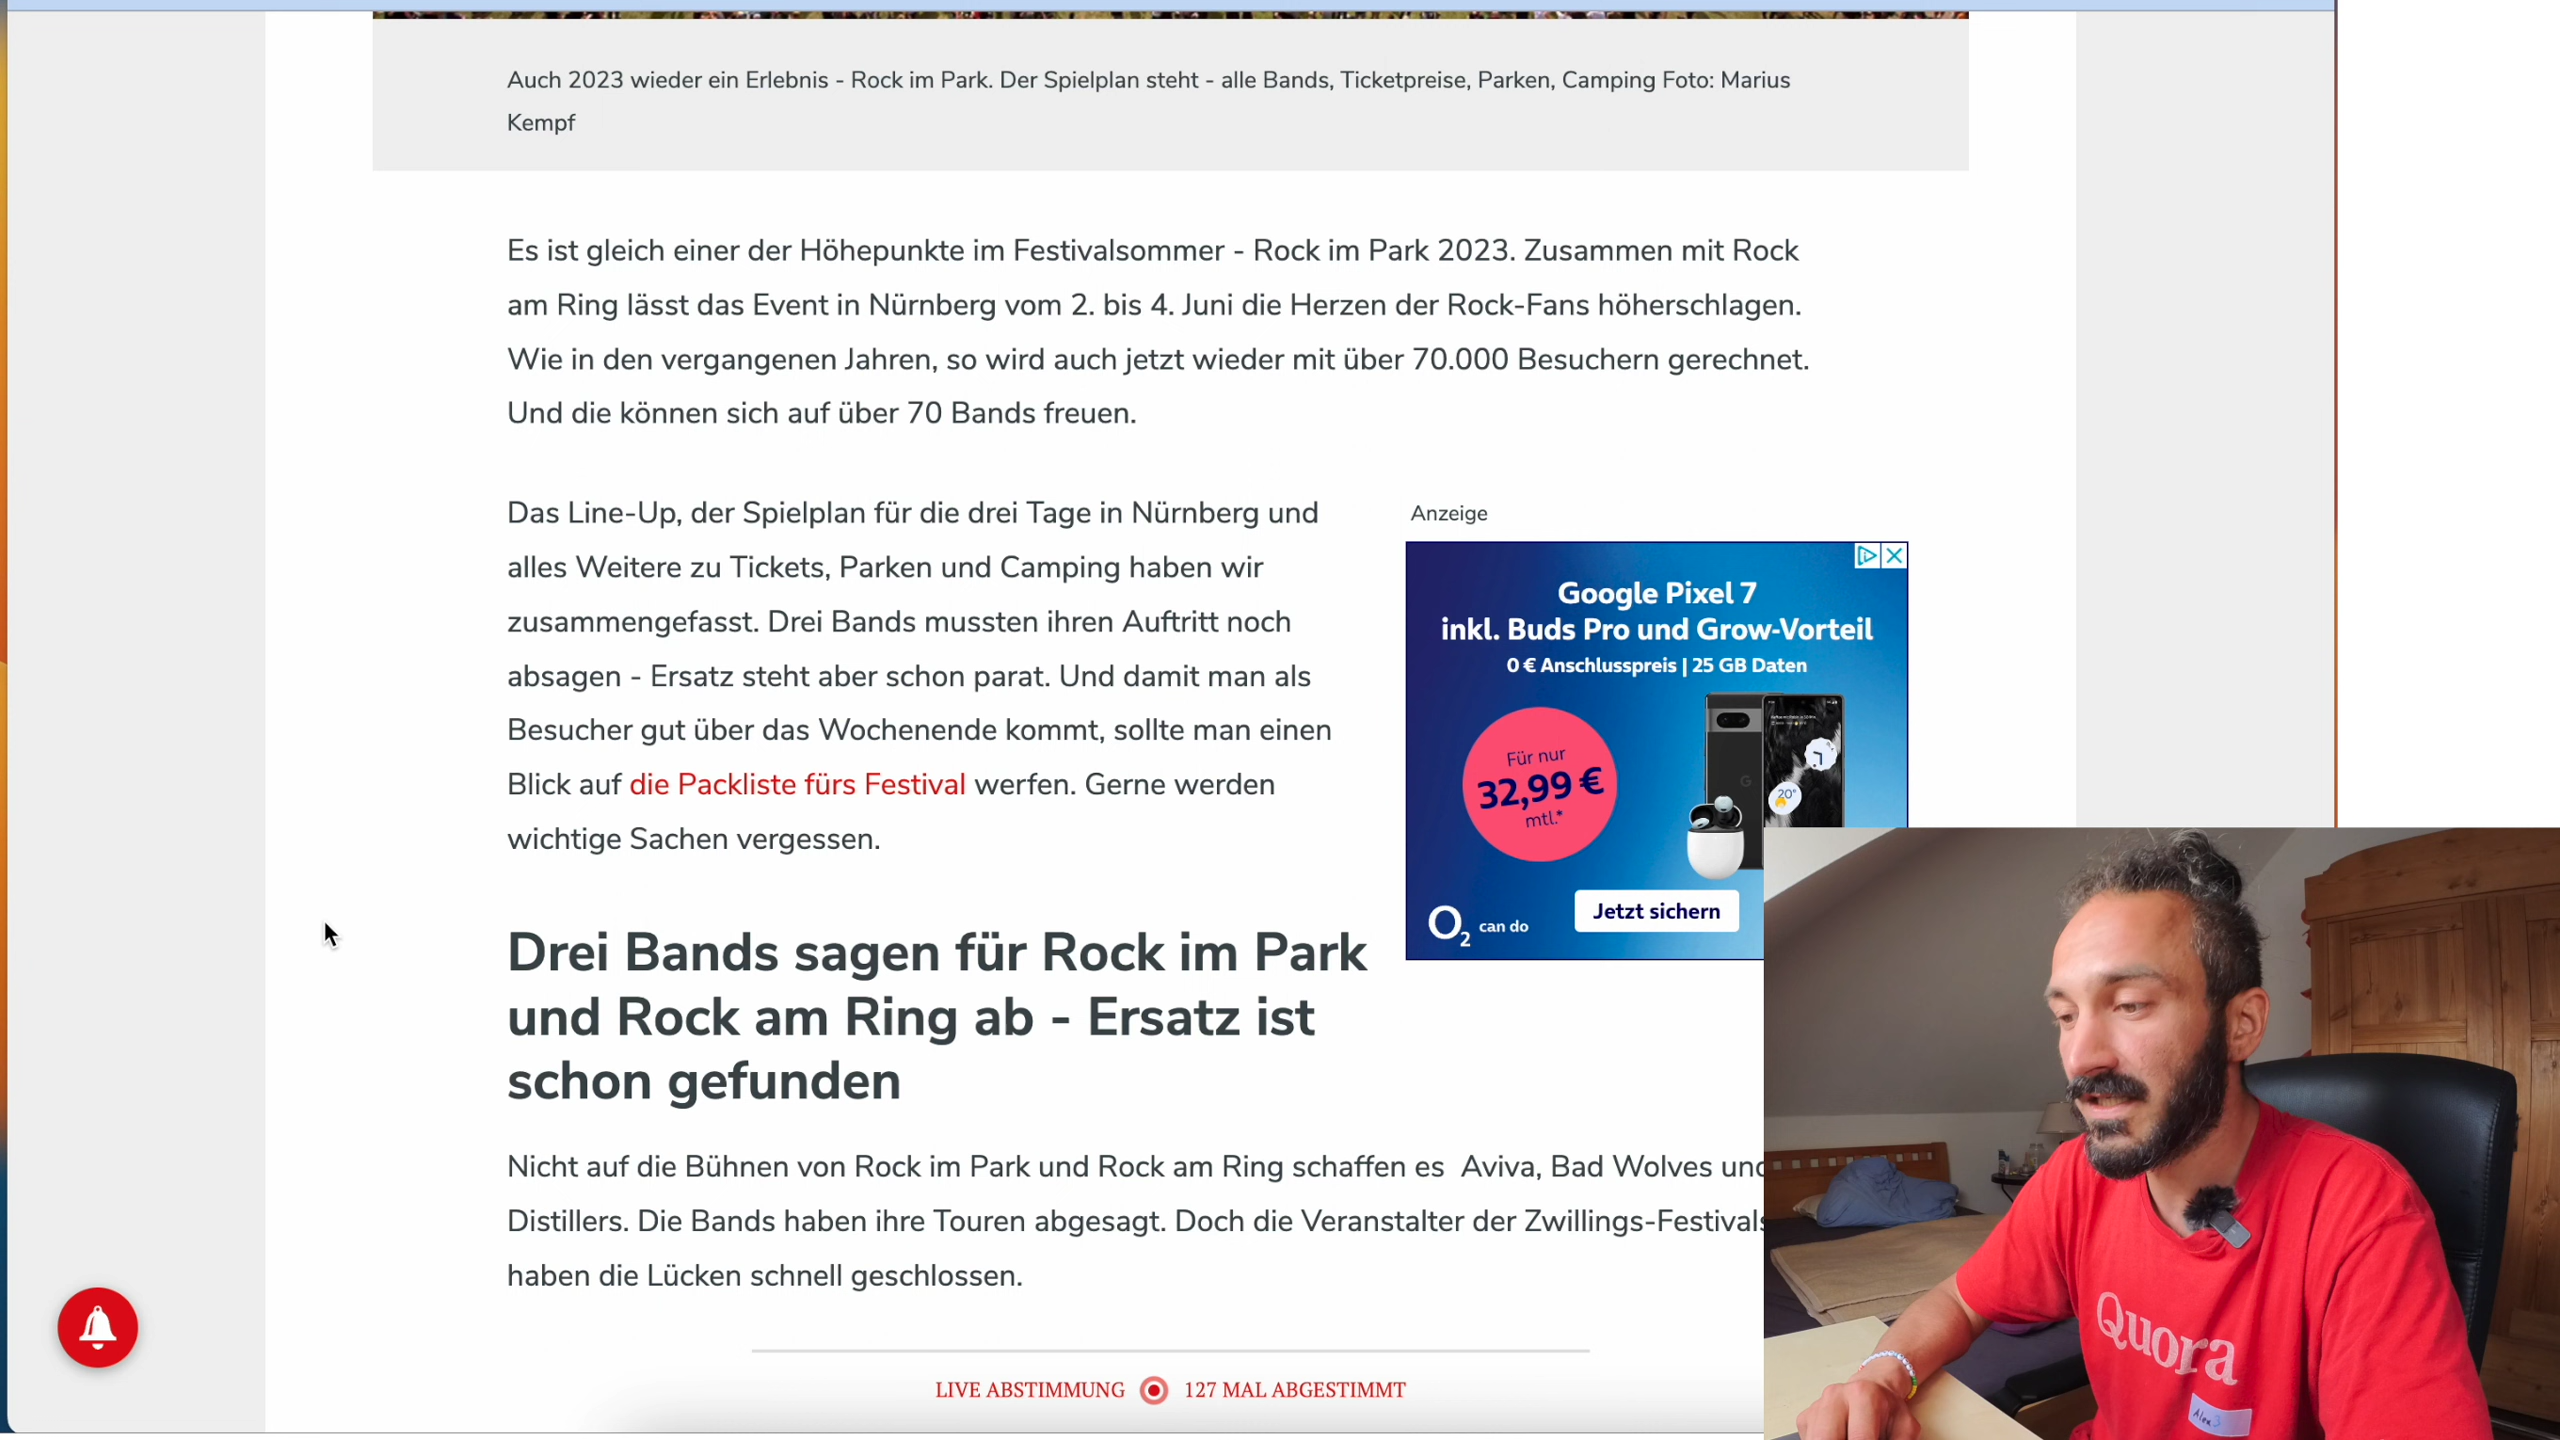 Auch 2023 wieder ein Erlebnis - Rock im Park. Der Spielplan steht - alle Bands, Ticketpreise, Parken, Camping Foto: Marius
Kempf
Es ist gleich einer der Höhepunkte im Festivalsommer - Rock im Park 2023. Zusammen mit Rock
am Ring lässt das Event in Nürnberg vom 2. bis 4. Juni die Herzen der Rock-Fans höherschlagen.
Wie in den vergangenen Jahren, so wird auch jetzt wieder mit über 70.000 Besuchern gerechnet.
Und die können sich auf über 70 Bands freuen.
Das Line-Up, der Spielplan für die drei Tage in Nürnberg und
alles Weitere zu Tickets, Parken und Camping haben wir
zusammengefasst. Drei Bands mussten ihren Auftritt noch
absagen - Ersatz steht aber schon parat. Und damit man als
Besucher gut über das Wochenende kommt, sollte man einen
Blick auf die Packliste fürs Festival werfen. Gerne werden
wichtige Sachen vergessen.
Anzeige
Google Pixel 7
inkl. Buds Pro und Grow-Vorteil
0 € Anschlusspreis | 25 GB Daten
Für nur
32,99 €
mtl.*
20°
G
O2 can do
Jetzt sichern
Drei Bands sagen für Rock im Park
und Rock am Ring ab - Ersatz ist
schon gefunden
Nicht auf die Bühnen von Rock im Park und Rock am Ring schaffen es Aviva, Bad Wolves und
Distillers. Die Bands haben ihre Touren abgesagt. Doch die Veranstalter der Zwillings-Festivals
haben die Lücken schnell geschlossen.
LIVE ABSTIMMUNG 127 MAL ABGESTIMMT
Quora